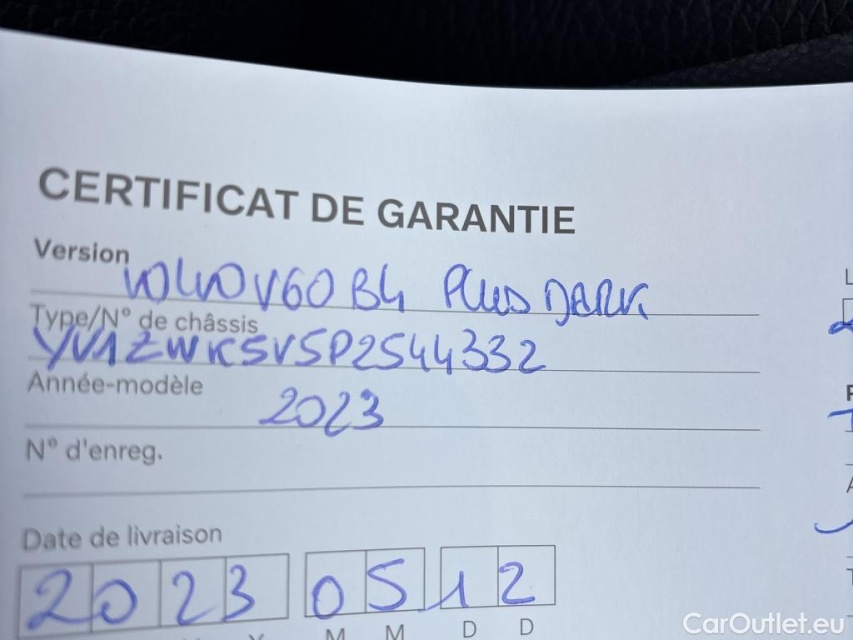 CERTIFICAT DE GARANTIE
Version
VOLVO V60 B4 PLUS DARK
Type/N° de châssis
YV1ZWK5VSP2544332
Année-modèle
2023
N° d'enreg.
Date de livraison
2023 05 12
M M D D
CarOutlet.eu